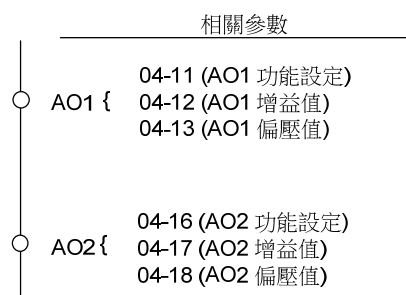 相關參數
04-11 (AO1 功能設定)
AO1 { 04-12 (AO1 增益值)
04-13 (AO1 偏壓值)
04-16 (AO2 功能設定)
AO2 { 04-17 (AO2 增益值)
04-18 (AO2 偏壓值)